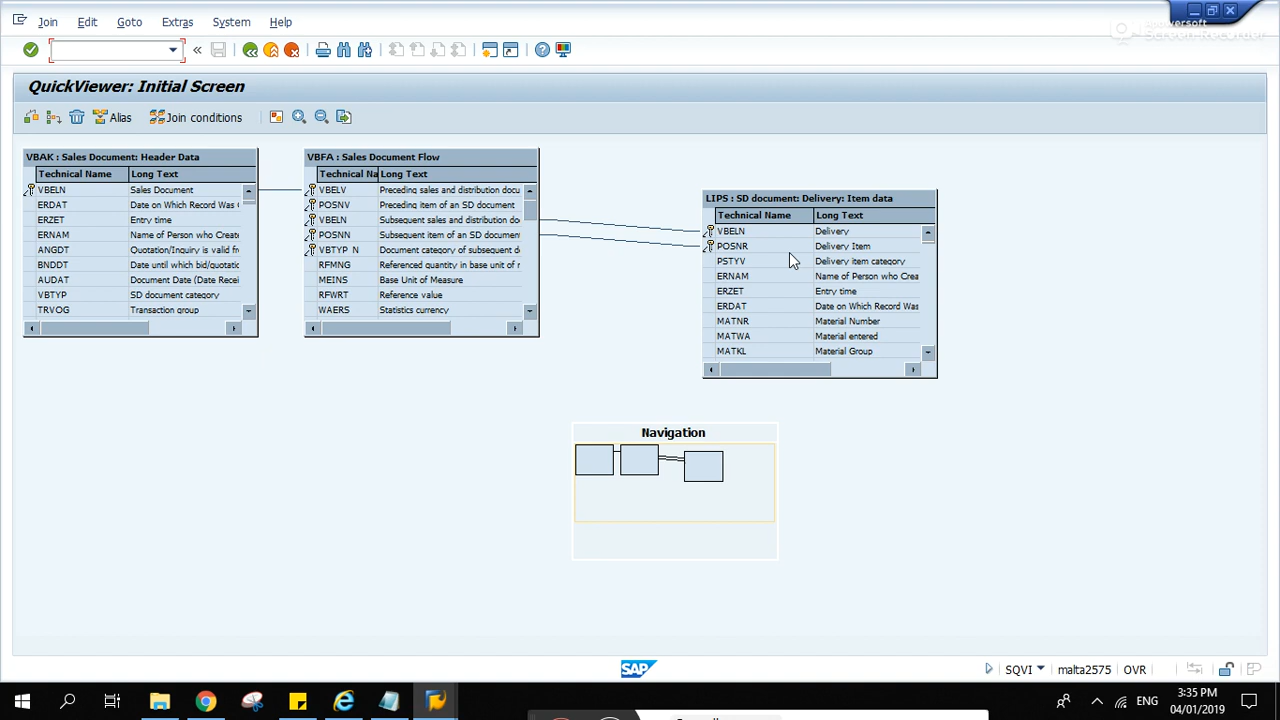 Join Edit Goto Extras System Help
QuickViewer: Initial Screen
Alias Join conditions
VBAK : Sales Document: Header Data
Technical Name Long Text
VBELN Sales Document
ERDAT Date on Which Record Was
ERZET Entry time
ERNAM Name of Person who Create
ANGDT Quotation/Inquiry is valid fr
BNDDT Date until which bid/quotatio
AUDAT Document Date (Date Recei
VBTYP SD document category
TRVOG Transaction group
VBFA : Sales Document Flow
Technical Na Long Text
VBELV Preceding sales and distribution docu
POSNV Preceding item of an SD document
VBELN Subsequent sales and distribution do
POSNN Subsequent item of an SD document
VBTYP_N Document category of subsequent d
RFMNG Referenced quantity in base unit of r
MEINS Base Unit of Measure
RFWRT Reference value
WAERS Statistics currency
LIPS : SD document: Delivery: Item data
Technical Name Long Text
VBELN Delivery
POSNR Delivery Item
PSTYV Delivery item category
ERNAM Name of Person who Crea
ERZET Entry time
ERDAT Date on Which Record Was
MATNR Material Number
MATWA Material entered
MATKL Material Group
Navigation
SAP
SQVI malta2575 OVR
ENG
3:35 PM
04/01/2019
Screen Recorder